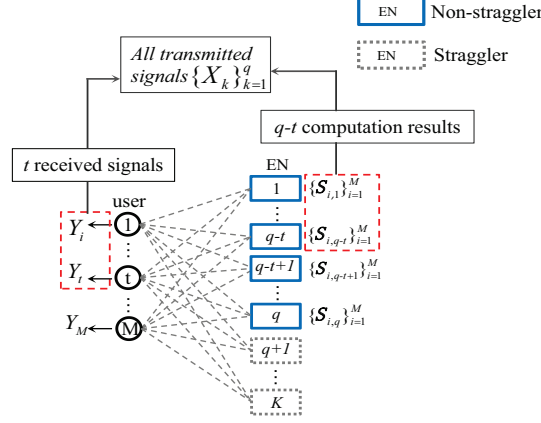 EN Non-straggler
EN Straggler
All transmitted
signals {X_k}_{k=1}^q
q-t computation results
t received signals
EN
user
1 {S_{i,1}}_{i=1}^M
Y_i 1
q-t {S_{i,q-t}}_{i=1}^M
Y_t t
q-t+1 {S_{i,q-t+1}}_{i=1}^M
q {S_{i,q}}_{i=1}^M
Y_M M
q+1
K